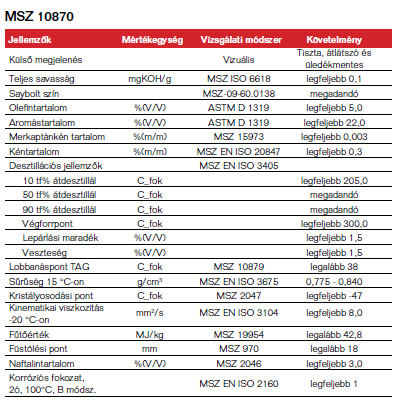 MSZ 10870
Jellemzők Mértékegység Vizsgálati módszer Követelmény
Külső megjelenés Vizuális Tiszta, átlátszó és
üledékmentes
Teljes savasság mgKOH/g MSZ ISO 6618 legfeljebb 0,1
Saybolt szín MSZ-09-60.0138 megadandó
Olefintartalom %(V/V) ASTM D 1319 legfeljebb 5,0
Aromástartalom %(V/V) ASTM D 1319 legfeljebb 22,0
Merkaptánkén tartalom %(m/m) MSZ 15973 legfeljebb 0,003
Kéntartalom %(m/m) MSZ EN ISO 20847 legfeljebb 0,3
Desztillációs jellemzők MSZ EN ISO 3405
10 tf% átdesztillál C_fok legfeljebb 205,0
50 tf% átdesztillál C_fok megadandó
90 tf% átdesztillál C_fok megadandó
Végforrpont C_fok legfeljebb 300,0
Lepárlási maradék %(V/V) legfeljebb 1,5
Veszteség %(V/V) legfeljebb 1,5
Lobbanáspont TAG C_fok MSZ 10879 legalább 38
Sűrűség 15 °C-on g/cm³ MSZ EN ISO 3675 0,775 - 0,840
Kristályosodási pont C_fok MSZ 2047 legfeljebb -47
Kinematikai viszkozitás
-20 °C-on mm²/s MSZ EN ISO 3104 legfeljebb 8,0
Fűtőérték MJ/kg MSZ 19954 legalább 42,8
Füstölési pont mm MSZ 970 legalább 18
Naftalintartalom %(V/V) MSZ 2046 legfeljebb 3,0
Korróziós fokozat,
2ó, 100°C, B módsz. MSZ EN ISO 2160 legfeljebb 1